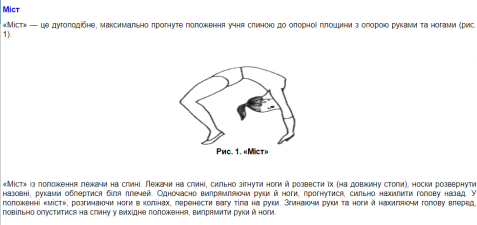 Міст
«Міст» — це дугоподібне, максимально прогнуте положення учня спиною до опорної площини з опорою руками та ногами (рис.
1).
Рис. 1. «Міст»
«Міст» із положення лежачи на спині. Лежачи на спині, сильно зігнути ноги й розвести їх (на довжину стопи), носки розвернути
назовні, руками обпертися біля плечей. Одночасно випрямляючи руки й ноги, прогнутися, сильно нахилити голову назад. У
положенні «міст», розгинаючи ноги в колінах, перенести вагу тіла на руки. Згинаючи руки та ноги й нахиляючи голову вперед,
повільно опуститися на спину у вихідне положення, випрямити руки й ноги.